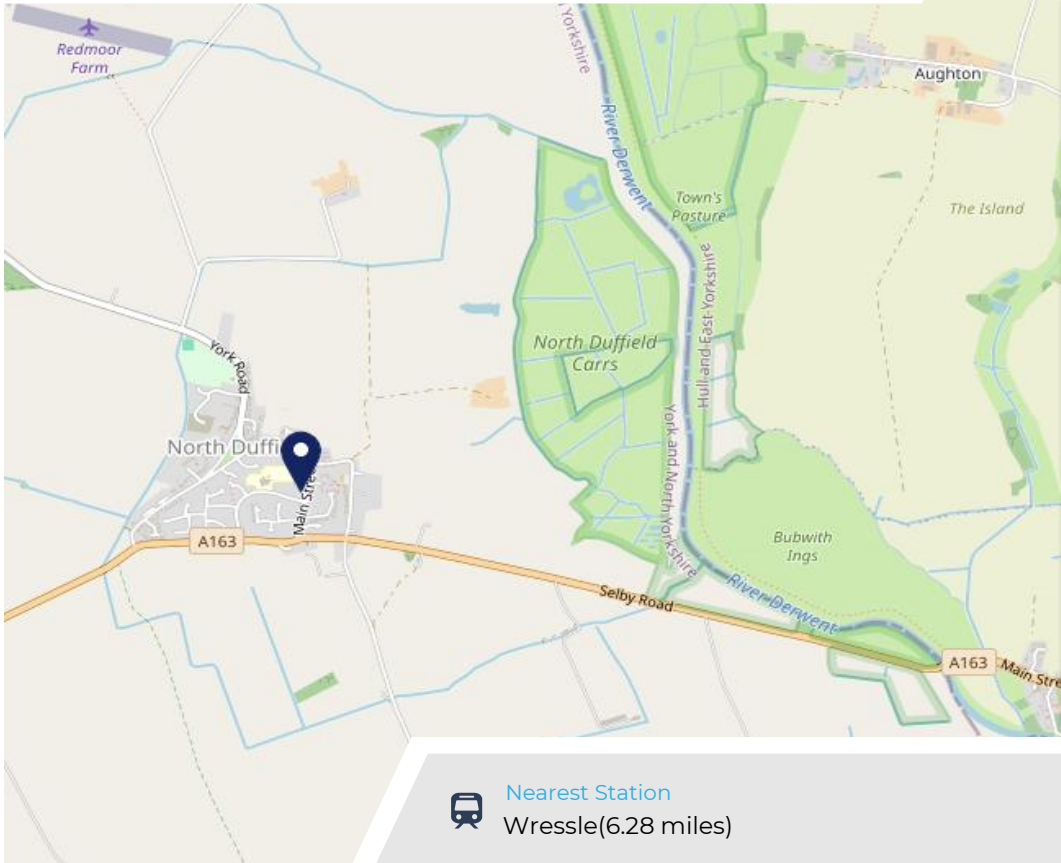 Redmoor
Farm
Yorkshire
Aughton
River Derwent
Town's
Pasture
The Island
Hull and East Yorkshire
North Duffield
Carrs
York Road
York and North Yorkshire
North Duffi
Main Stre
A163
Bubwith
Ings
River Derwent
Selby Road
A163
Main Stre
Nearest Station
Wressle(6.28 miles)